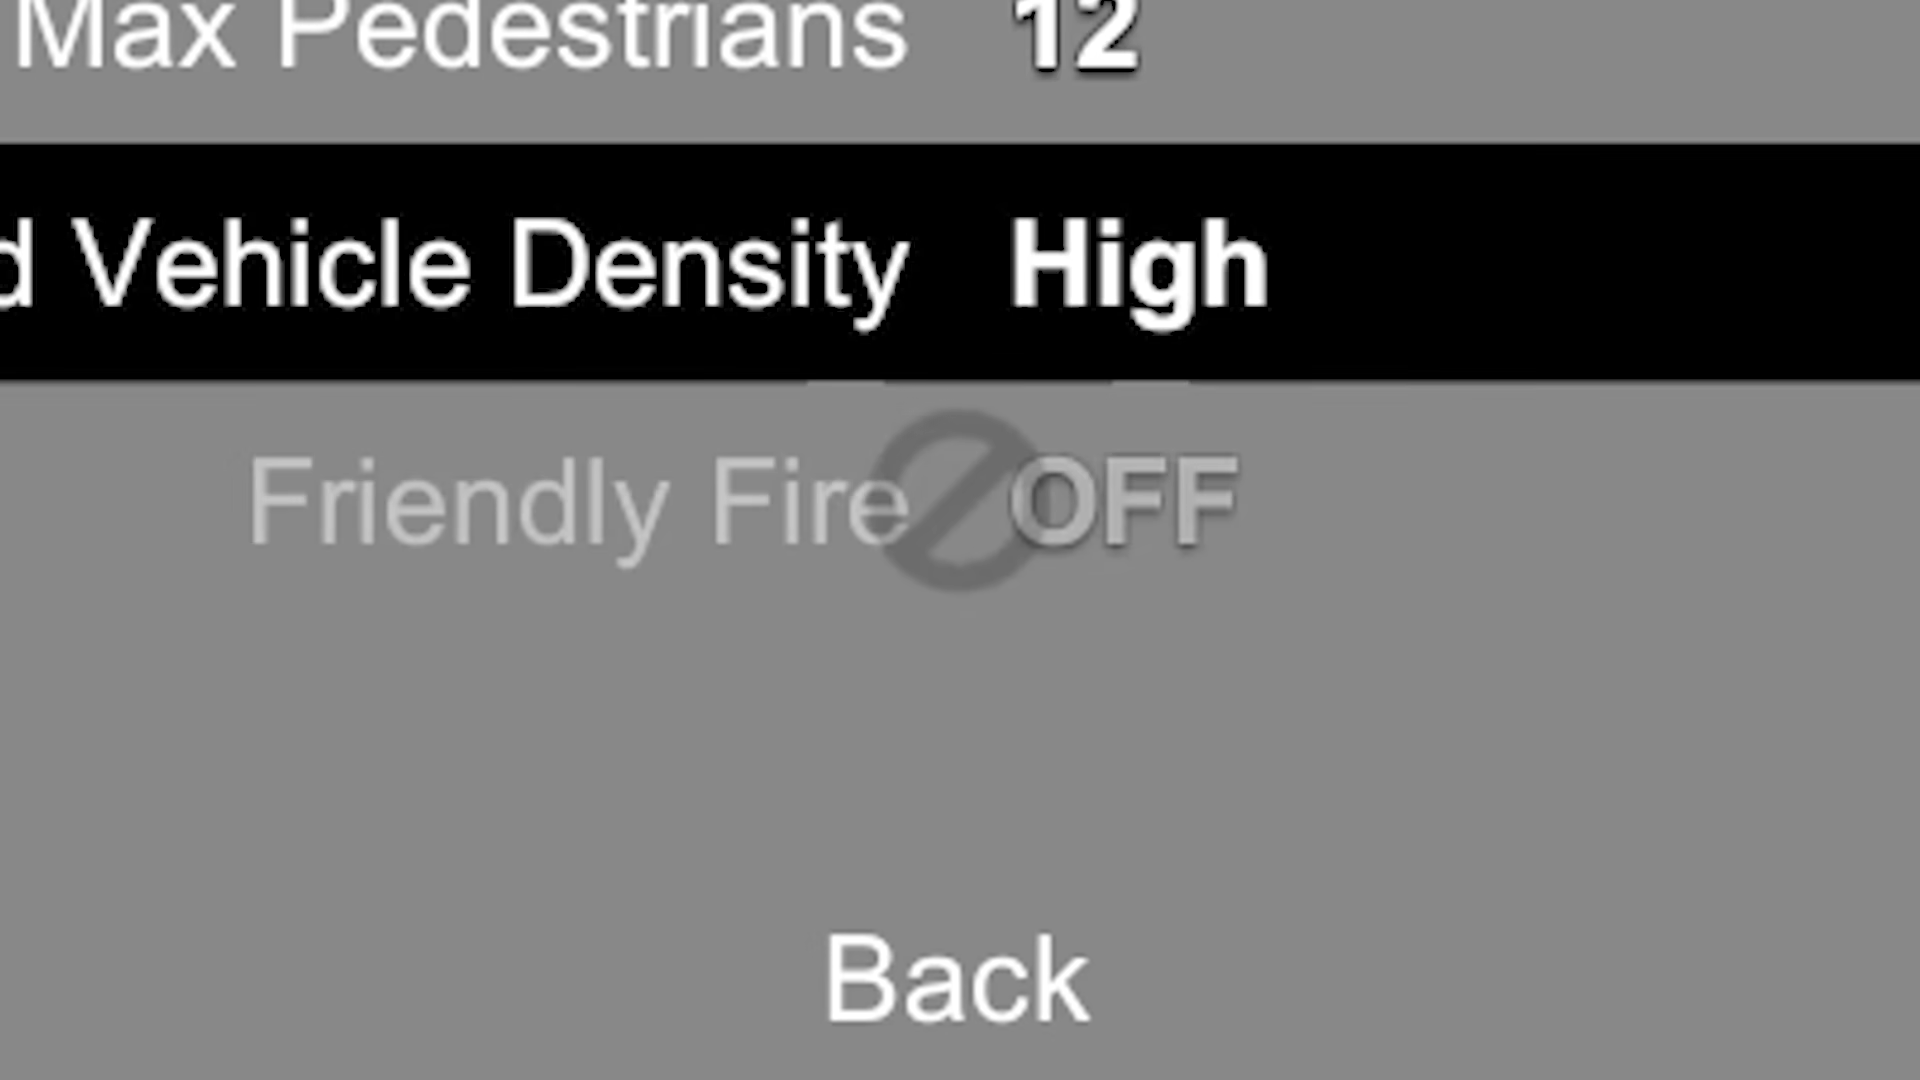 Max Pedestrians 12
d Vehicle Density High
Friendly Fire OFF
Back